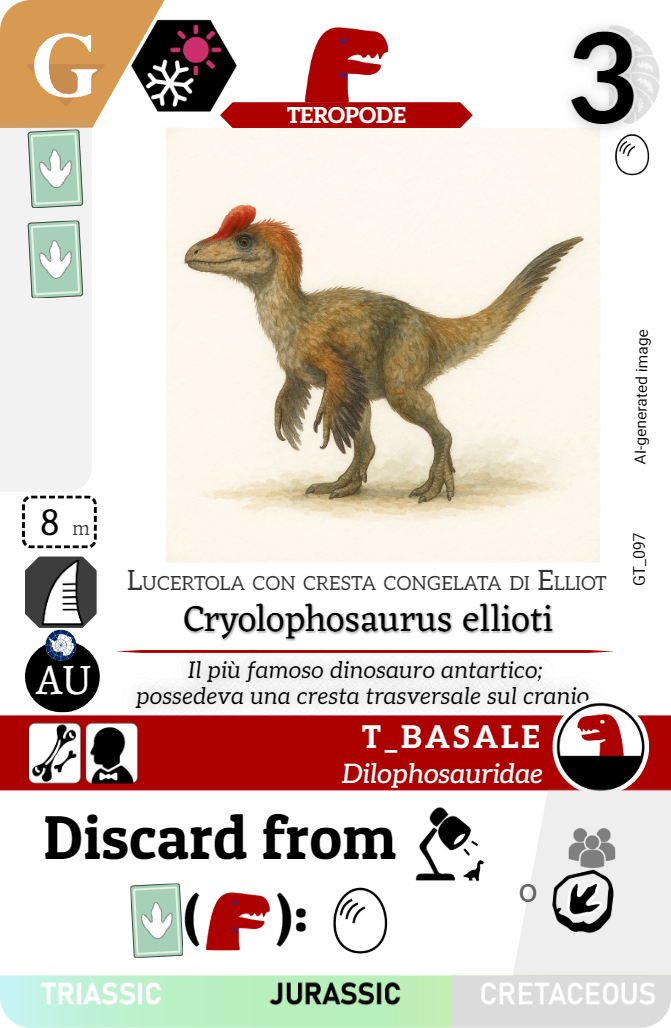 G
3
TEROPODE
AI-generated image
GT_097
8 m
AU
Lucertola con cresta congelata di Elliot
Cryolophosaurus ellioti
Il più famoso dinosauro antartico;
possedeva una cresta trasversale sul cranio
T_BASALE
Dilophosauridae
Discard from
( ):
o
TRIASSIC JURASSIC CRETACEOUS